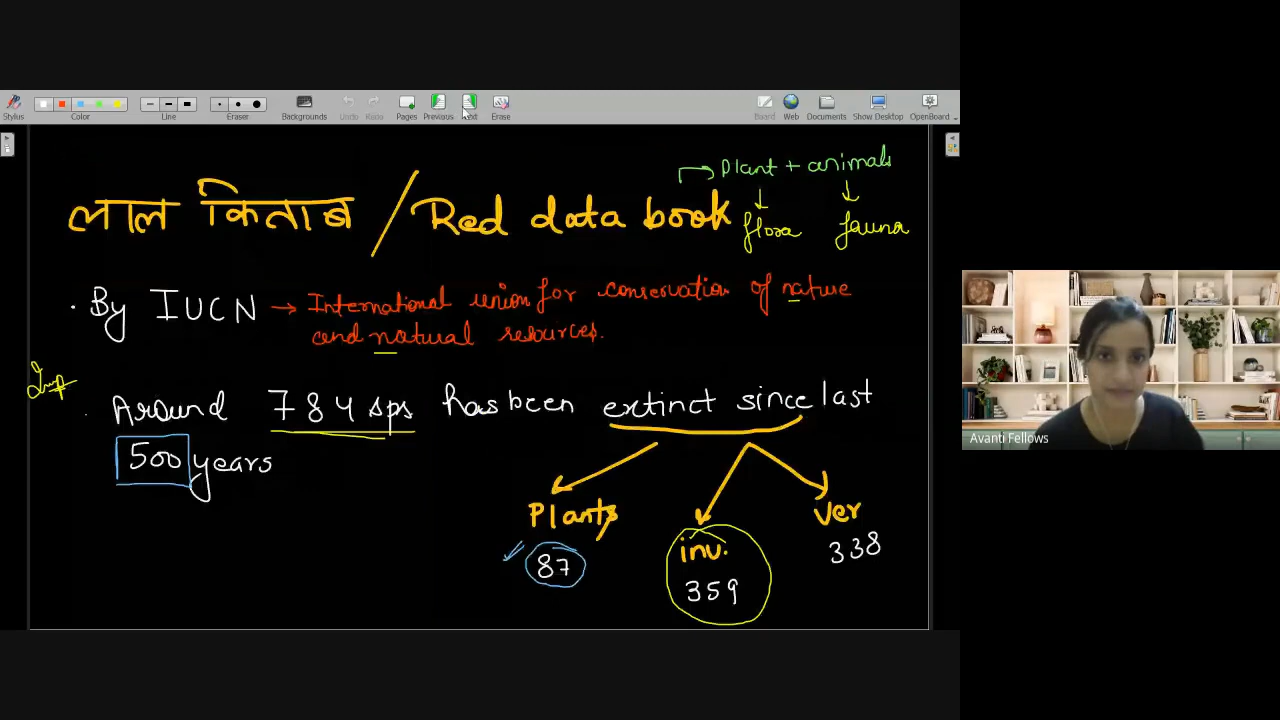 Stylus
Color
Line
Eraser
Backgrounds
Undo
Redo
Pages
Previous
Next
Erase
Board
Web
Documents
Show Desktop
OpenBoard
Plant + animals
flora fauna
लाल किताब / Red data book
. By IUCN → International union for conservation of nature
and natural resources.
Imp
. Around 784 sps has been extinct since last
500 years
Plants inv. Ver
87 359 338
Avanti Fellows